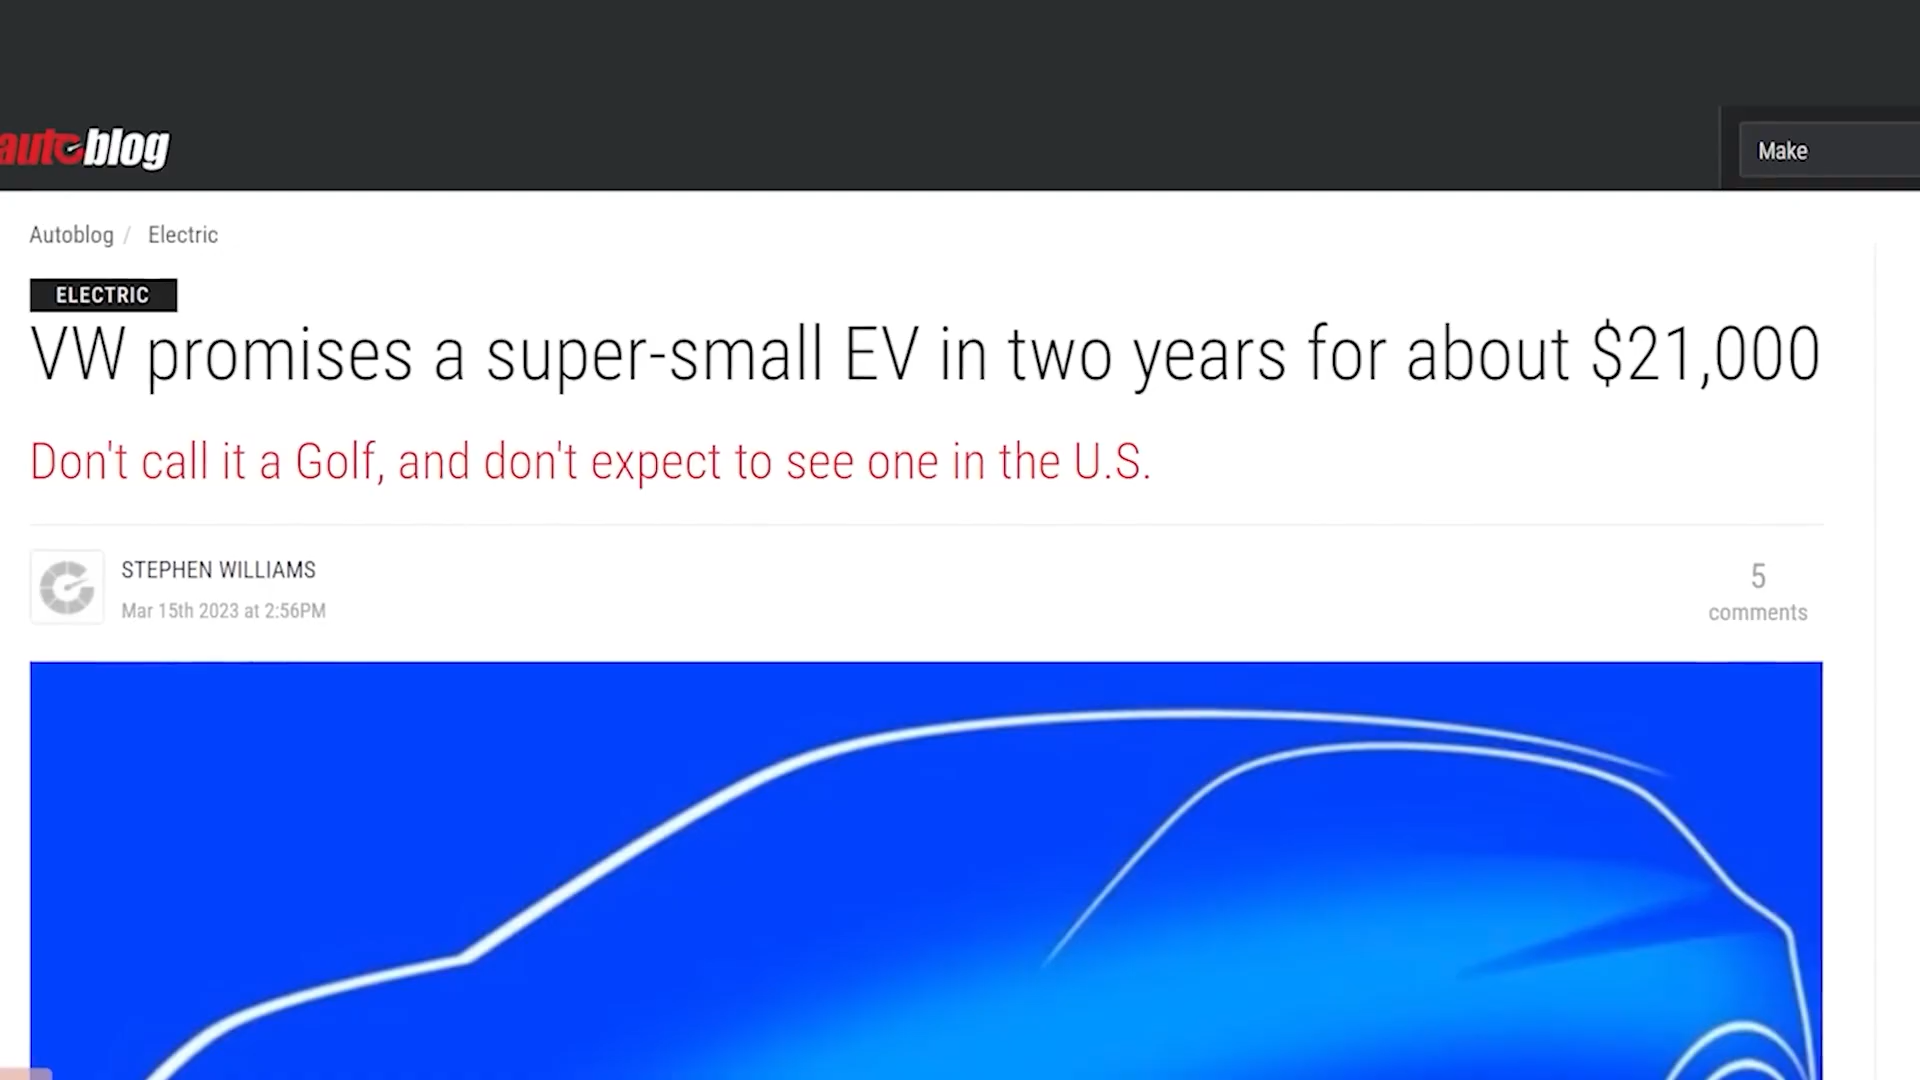 autoblog
Make
Autoblog / Electric
ELECTRIC
VW promises a super-small EV in two years for about $21,000
Don't call it a Golf, and don't expect to see one in the U.S.
STEPHEN WILLIAMS
Mar 15th 2023 at 2:56PM
5
comments